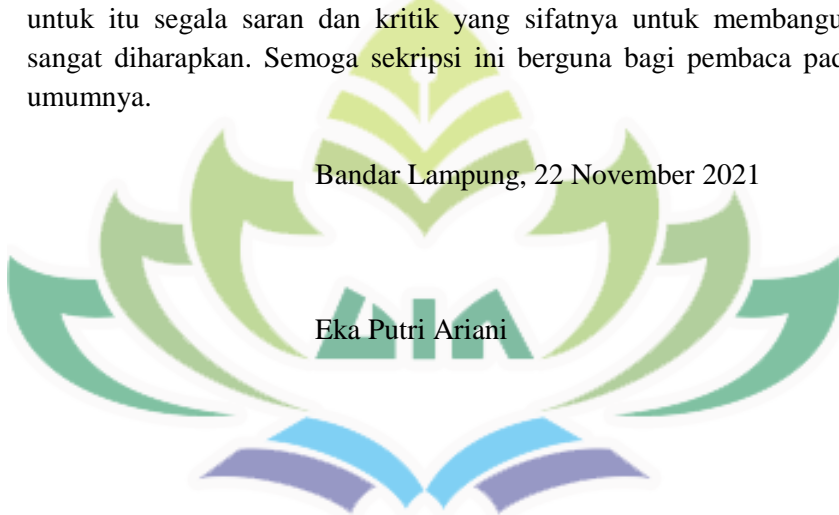 untuk itu segala saran dan kritik yang sifatnya untuk membangu
sangat diharapkan. Semoga sekripsi ini berguna bagi pembaca pad
umumnya.
Bandar Lampung, 22 November 2021
Eka Putri Ariani